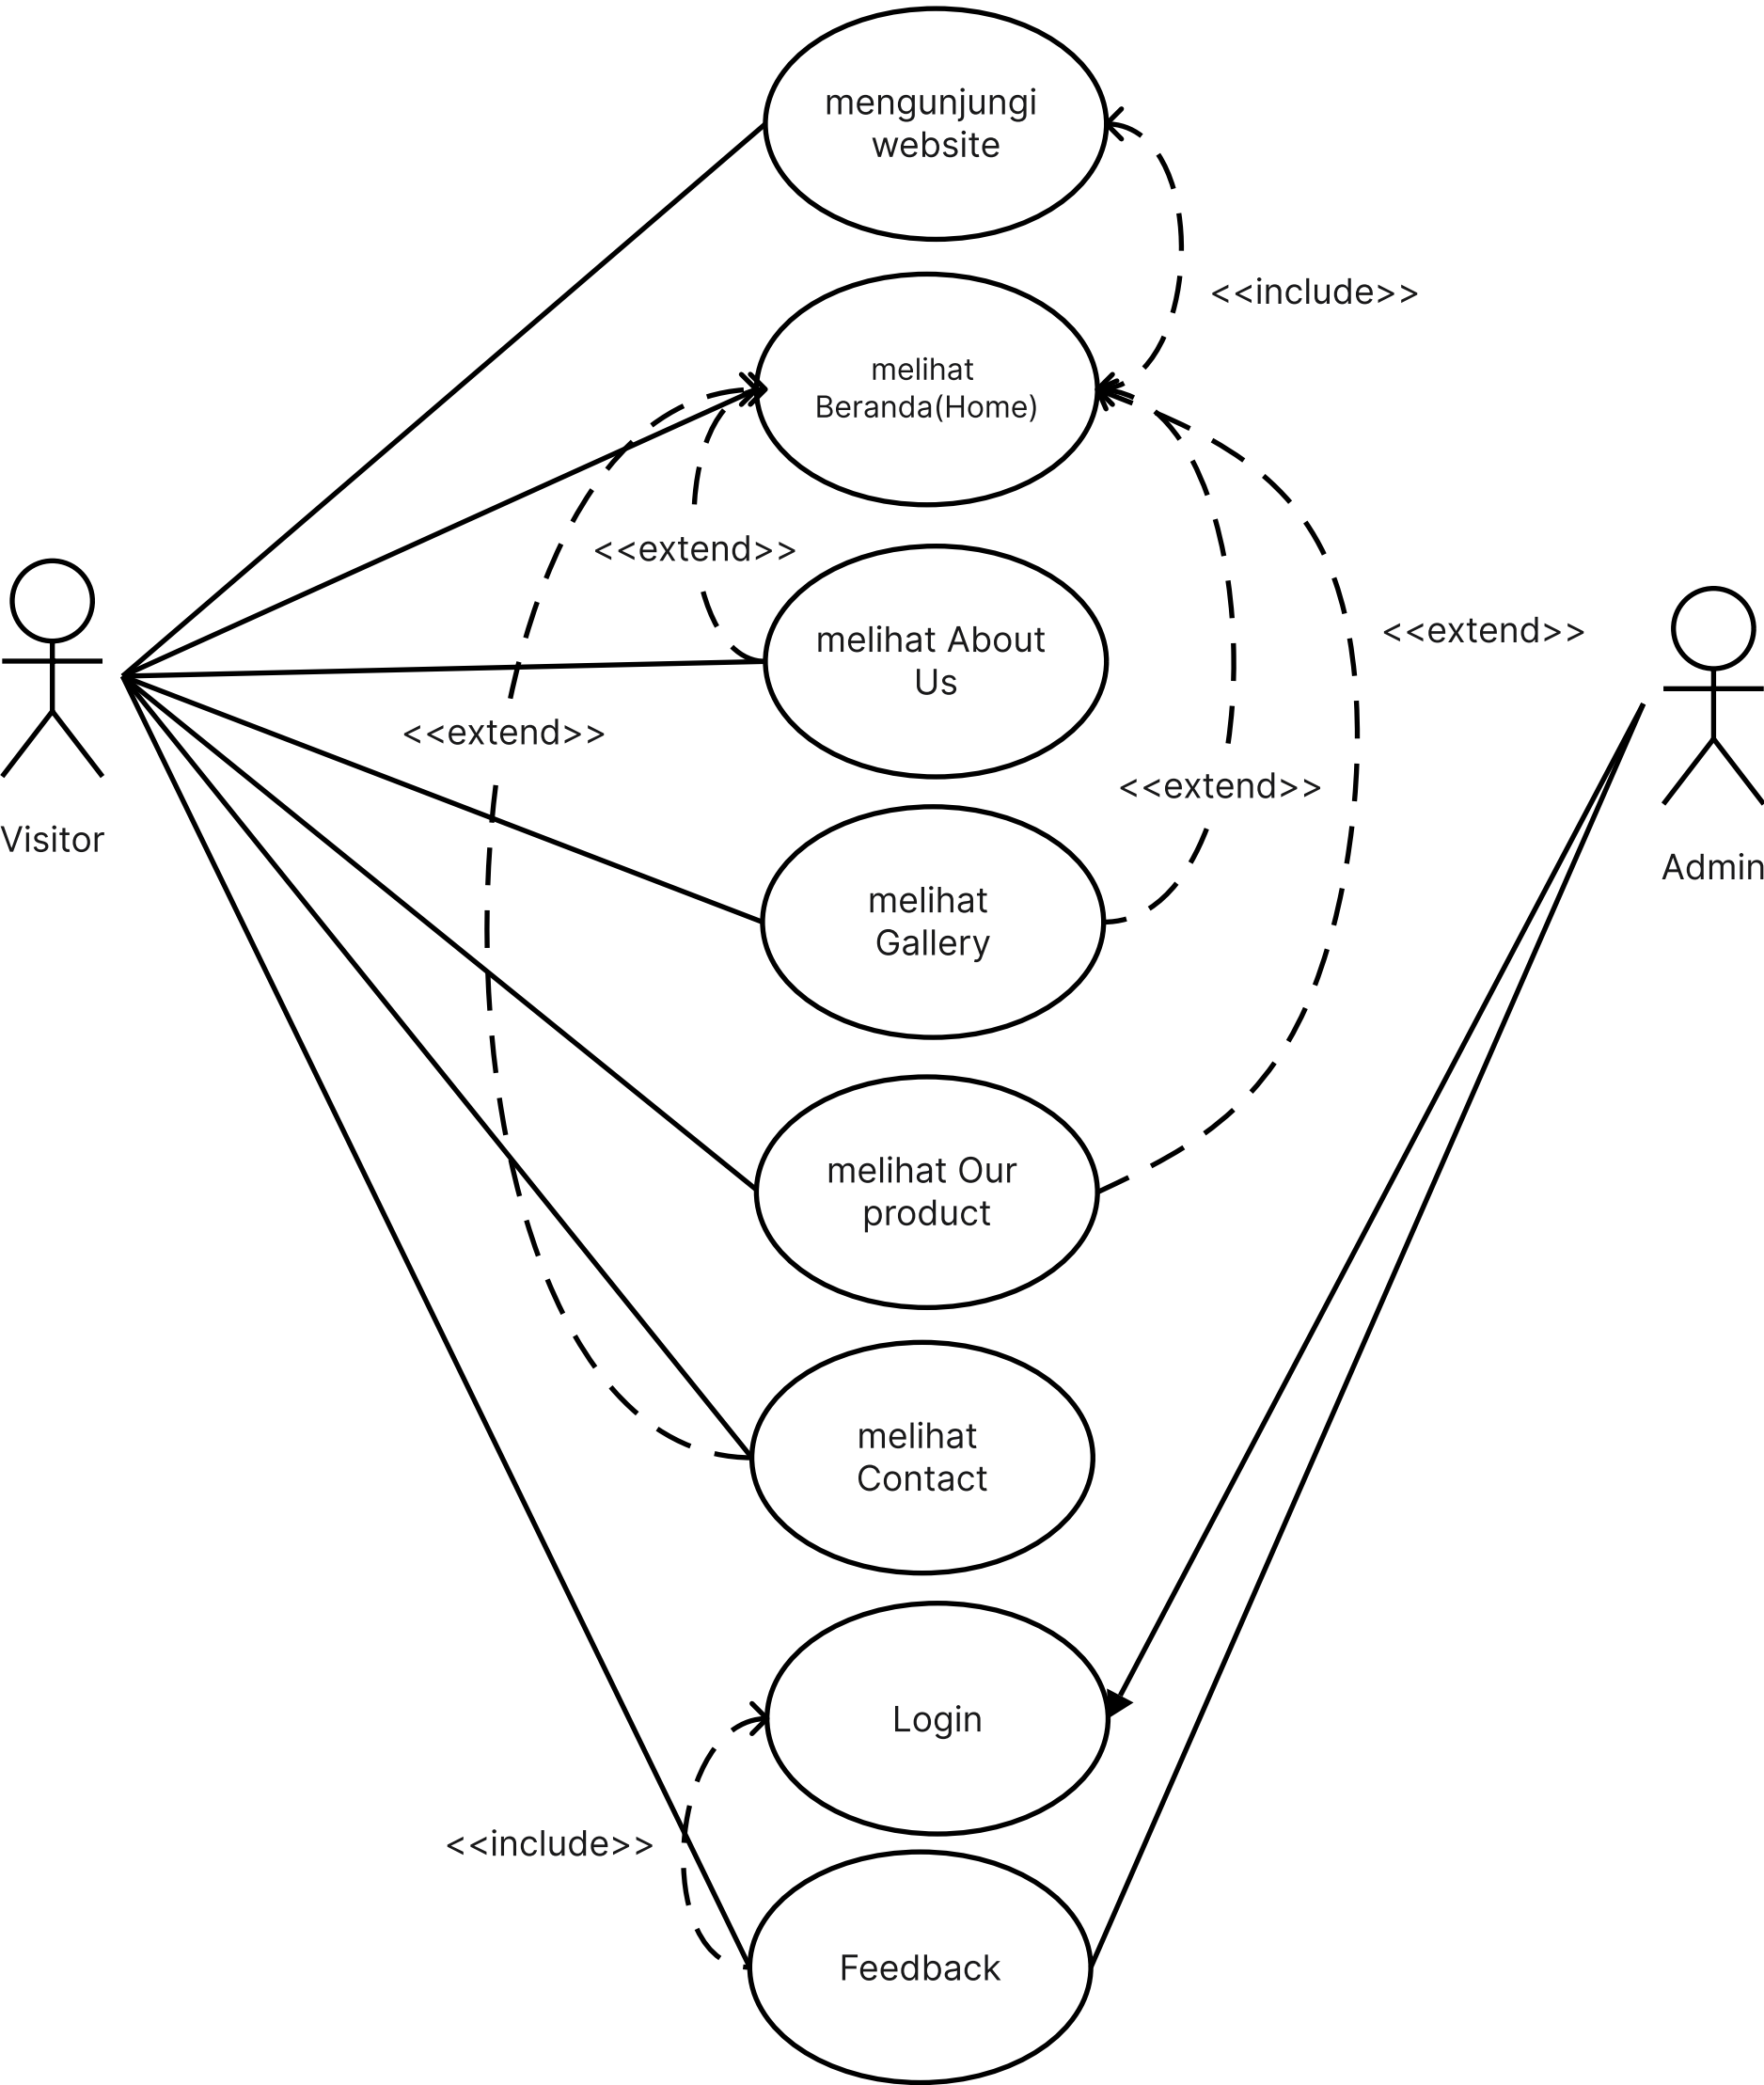 mengunjungi
website
<<include>>
melihat
Beranda(Home)
<<extend>>
<<extend>>
melihat About
Us
<<extend>>
<<extend>>
Visitor
Admin
melihat
Gallery
melihat Our
product
melihat
Contact
Login
<<include>>
Feedback